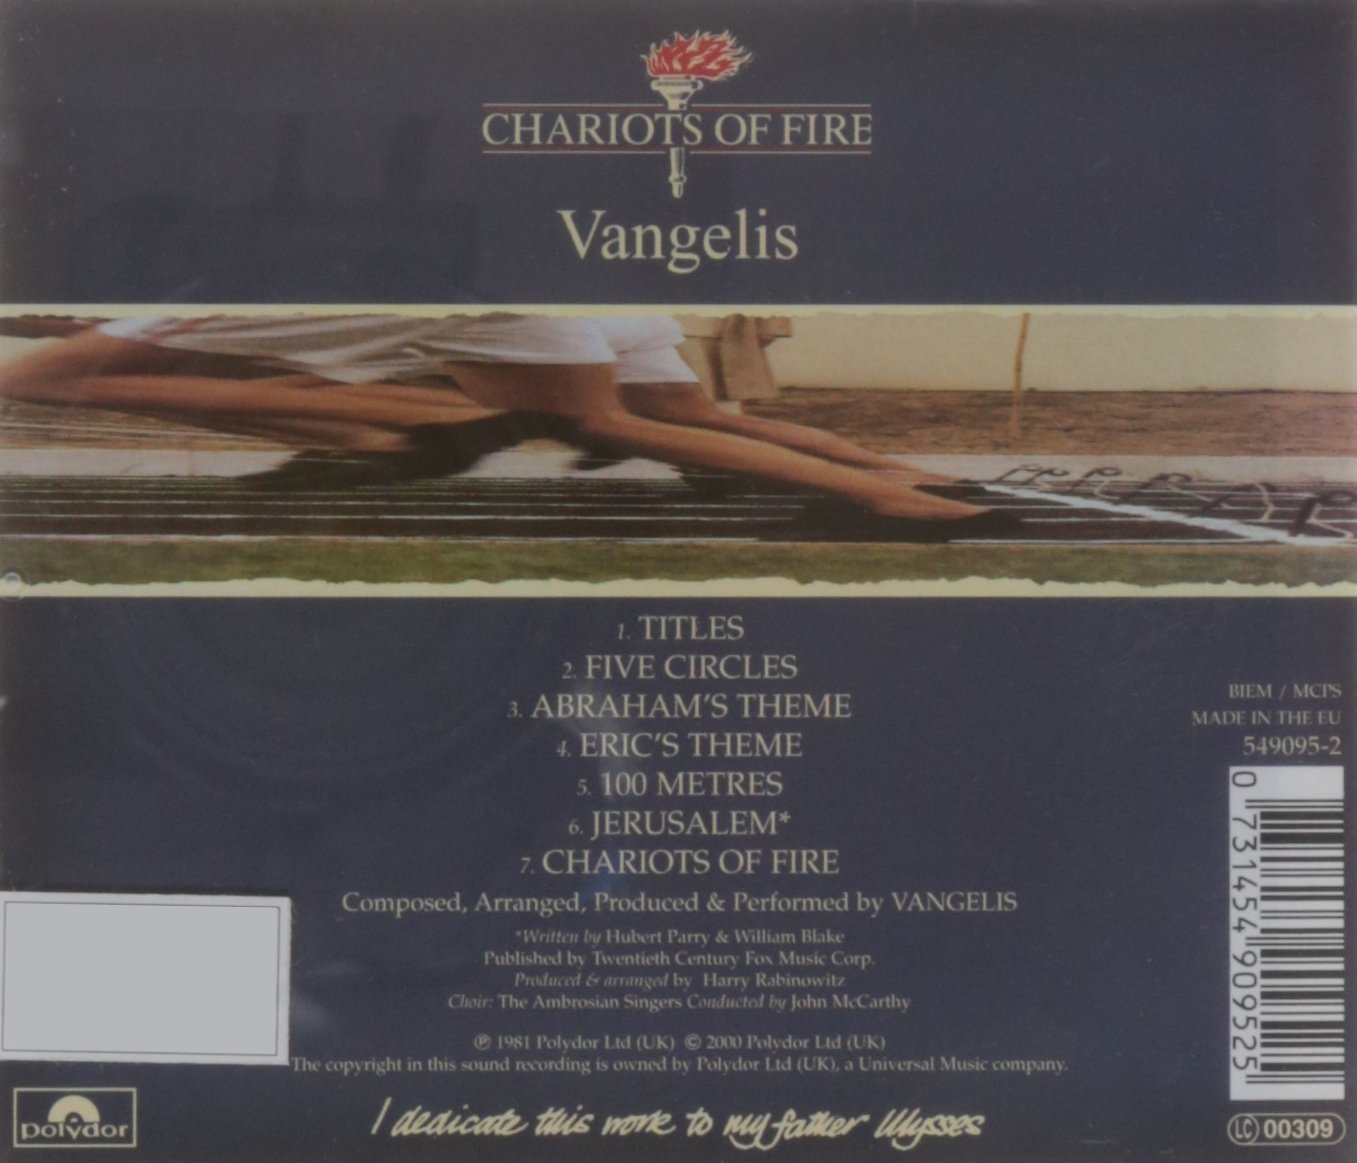 CHARIOTS OF FIRE
Vangelis
1. TITLES
2. FIVE CIRCLES
3. ABRAHAM'S THEME
4. ERIC'S THEME
5. 100 METRES
6. JERUSALEM*
7. CHARIOTS OF FIRE
Composed, Arranged, Produced & Performed by VANGELIS
*Written by Hubert Parry & William Blake
Published by Twentieth Century Fox Music Corp.
Produced & arranged by Harry Rabinowitz
Choir: The Ambrosian Singers Conducted by John McCarthy
℗ 1981 Polydor Ltd (UK) © 2000 Polydor Ltd (UK)
The copyright in this sound recording is owned by Polydor Ltd (UK), a Universal Music company.
I dedicate this work to my father Ulysses
polydor
BIEM / MCPS
MADE IN THE EU
549095-2
0 731454 909525
LC 00309